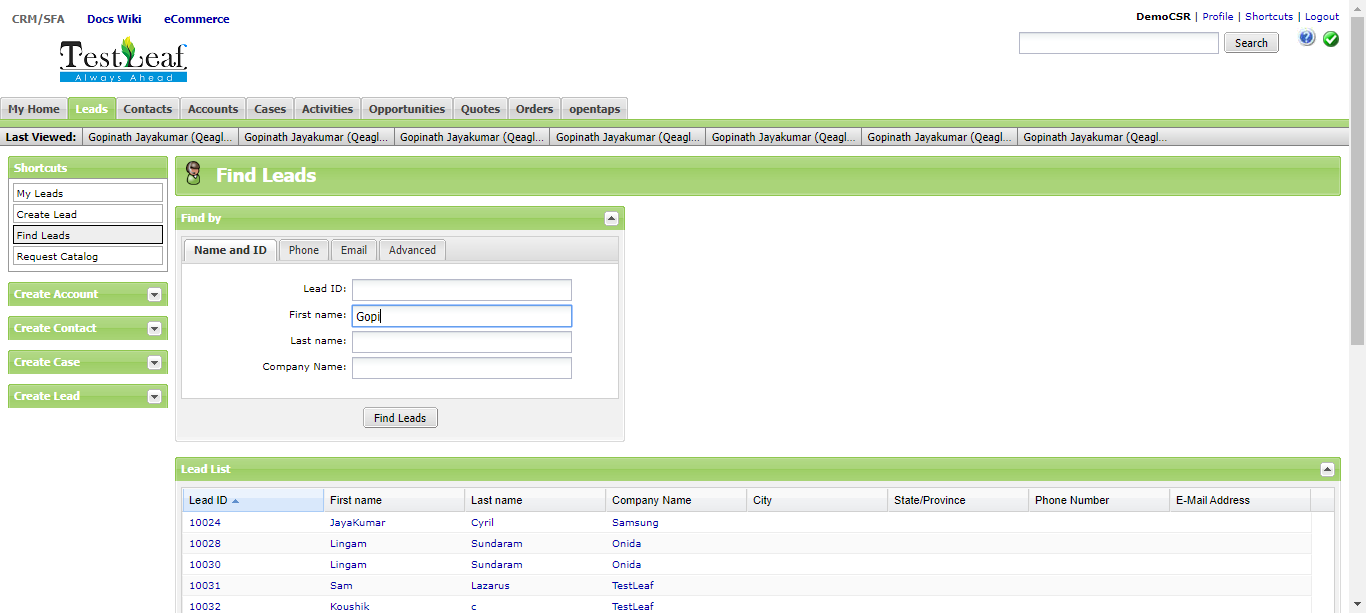 CRM/SFA Docs Wiki eCommerce
DemoCSR | Profile | Shortcuts | Logout
Search
TestLeaf
Always Ahead
My Home Leads Contacts Accounts Cases Activities Opportunities Quotes Orders opentaps
Last Viewed: Gopinath Jayakumar (Qeagl... Gopinath Jayakumar (Qeagl... Gopinath Jayakumar (Qeagl... Gopinath Jayakumar (Qeagl... Gopinath Jayakumar (Qeagl... Gopinath Jayakumar (Qeagl... Gopinath Jayakumar (Qeagl...
Shortcuts
My Leads
Create Lead
Find Leads
Request Catalog
Create Account
Create Contact
Create Case
Create Lead
Find Leads
Find by
Name and ID Phone Email Advanced
Lead ID:
First name: Gopi
Last name:
Company Name:
Find Leads
Lead List
Lead ID First name Last name Company Name City State/Province Phone Number E-Mail Address
10024 JayaKumar Cyril Samsung
10028 Lingam Sundaram Onida
10030 Lingam Sundaram Onida
10031 Sam Lazarus TestLeaf
10032 Koushik c TestLeaf